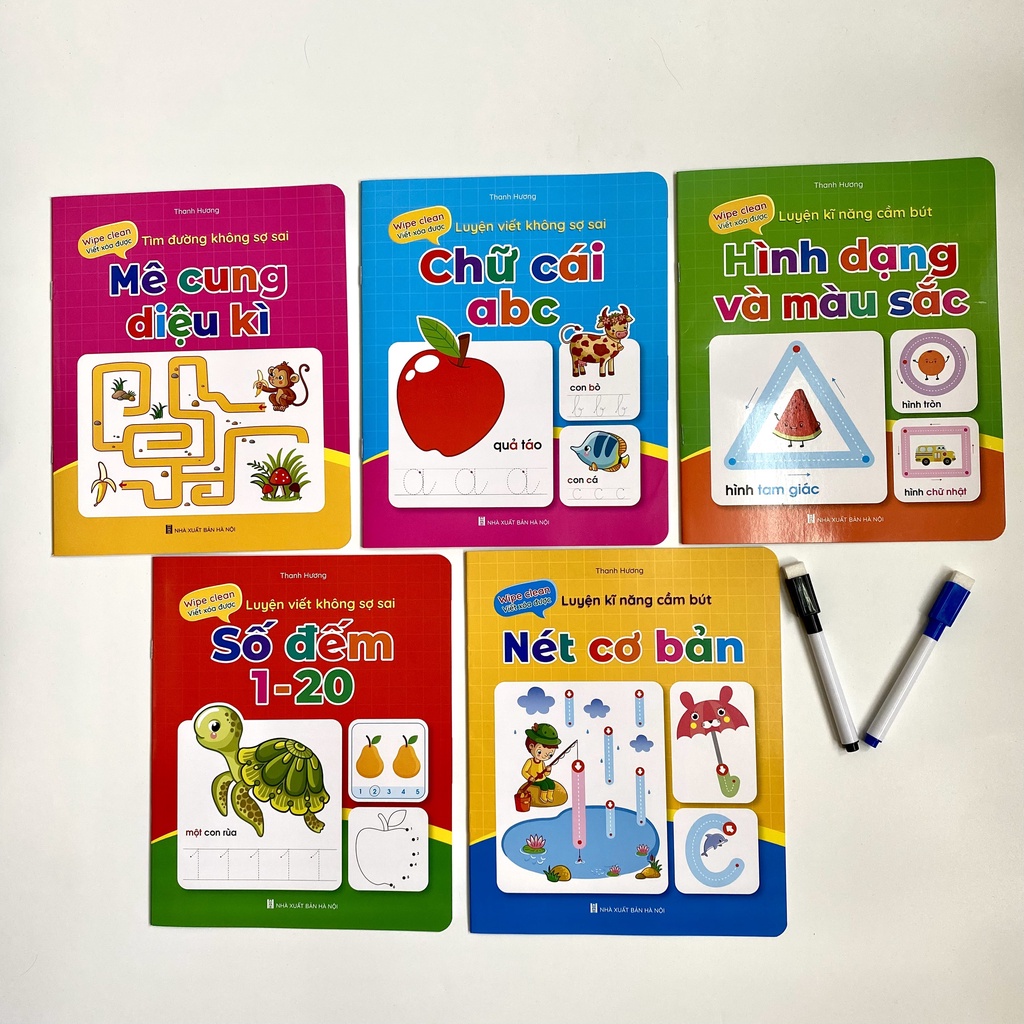 Thanh Hương
Wipe clean
Viết xóa được
Tìm đường không sợ sai
Mê cung
diệu kì
NHÀ XUẤT BẢN HÀ NỘI
Thanh Hương
Wipe clean
Viết xóa được
Luyện viết không sợ sai
Chữ cái
abc
quả táo
a a a
con bò
b b b
con cá
c c c
NHÀ XUẤT BẢN HÀ NỘI
Thanh Hương
Wipe clean
Viết xóa được
Luyện kĩ năng cầm bút
Hình dạng
và màu sắc
hình tam giác
hình tròn
hình chữ nhật
NHÀ XUẤT BẢN HÀ NỘI
Thanh Hương
Wipe clean
Viết xóa được
Luyện viết không sợ sai
Số đếm
1-20
một con rùa
1 1 1 1 1
1 2 3 4 5
NHÀ XUẤT BẢN HÀ NỘI
Thanh Hương
Wipe clean
Viết xóa được
Luyện kĩ năng cầm bút
Nét cơ bản
NHÀ XUẤT BẢN HÀ NỘI